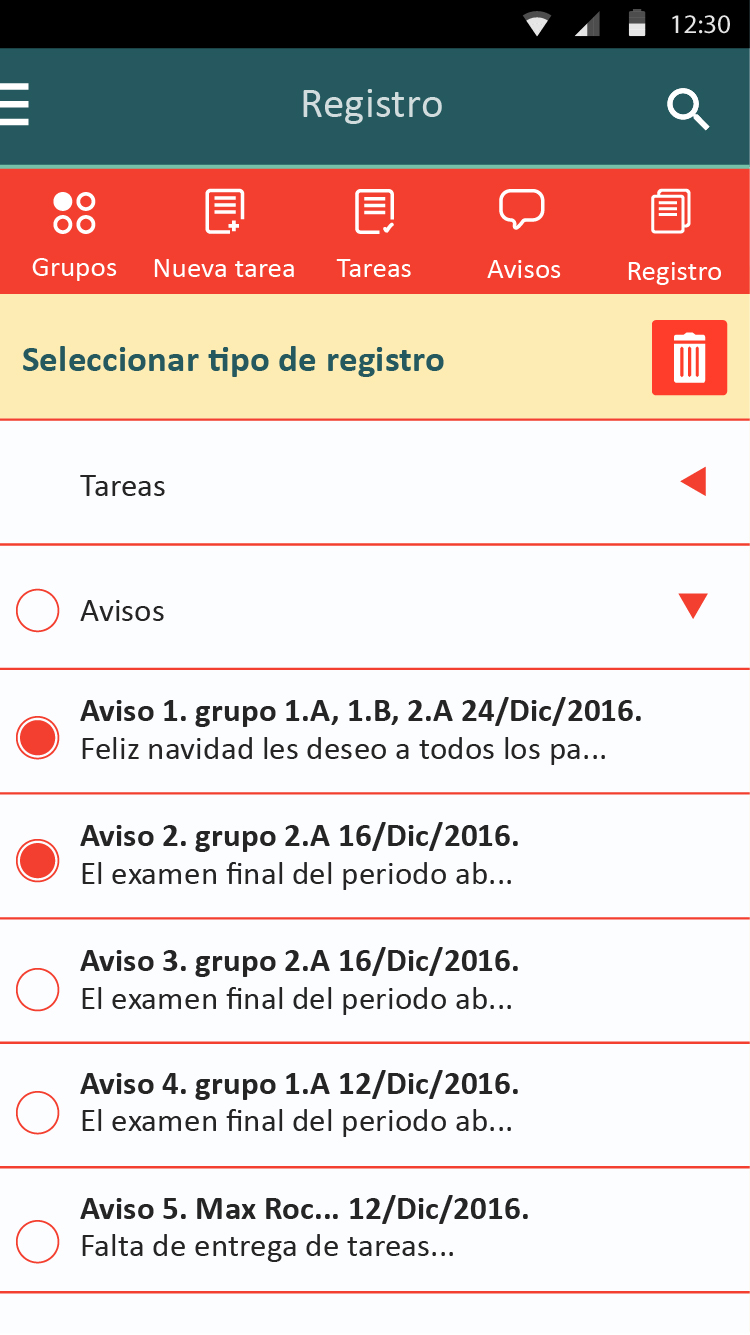 12:30
Registro
Grupos
Nueva tarea
Tareas
Avisos
Registro
Seleccionar tipo de registro
Tareas
Avisos
Aviso 1. grupo 1.A, 1.B, 2.A 24/Dic/2016.
Feliz navidad les deseo a todos los pa...
Aviso 2. grupo 2.A 16/Dic/2016.
El examen final del periodo ab...
Aviso 3. grupo 2.A 16/Dic/2016.
El examen final del periodo ab...
Aviso 4. grupo 1.A 12/Dic/2016.
El examen final del periodo ab...
Aviso 5. Max Roc... 12/Dic/2016.
Falta de entrega de tareas...